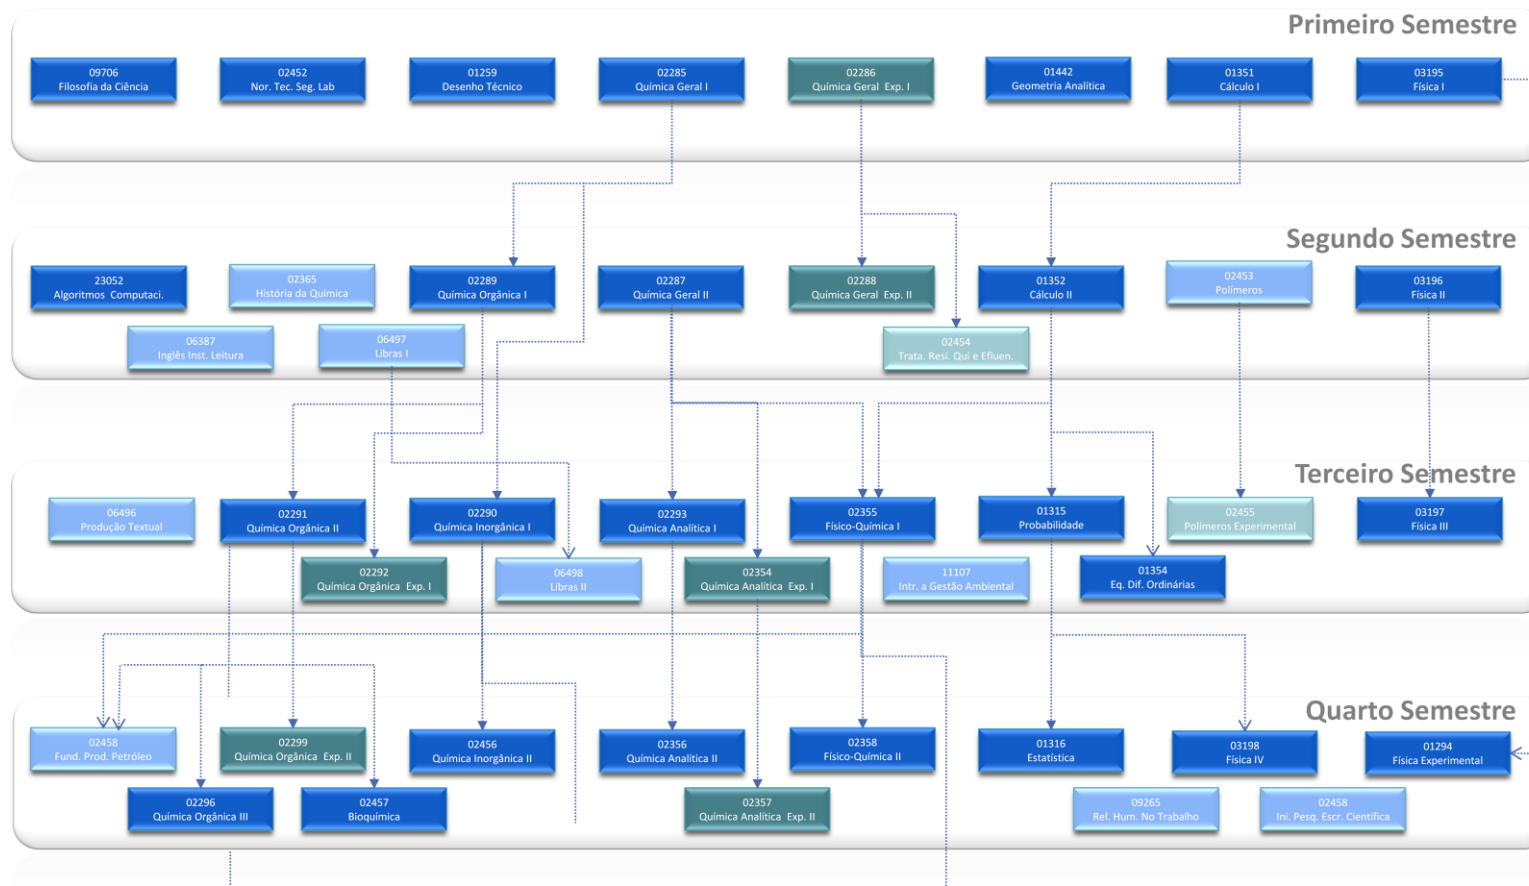 Primeiro Semestre
09706
Filosofia da Ciência
02452
Nor. Tec. Seg. Lab
01259
Desenho Técnico
02285
Química Geral I
02286
Química Geral Exp. I
01442
Geometria Analítica
01351
Cálculo I
03195
Física I
Segundo Semestre
23052
Algoritmos Computaci.
02365
História da Química
02289
Química Orgânica I
02287
Química Geral II
02288
Química Geral Exp. II
01352
Cálculo II
02453
Polímeros
03196
Física II
06387
Inglês Inst. Leitura
06497
Libras I
02454
Trata. Resí. Qui e Efluen.
Terceiro Semestre
06496
Produção Textual
02291
Química Orgânica II
02290
Química Inorgânica I
02293
Química Analítica I
02355
Físico-Química I
01315
Probabilidade
02455
Polímeros Experimental
03197
Física III
02292
Química Orgânica Exp. I
06498
Libras II
02354
Química Analítica Exp. I
11107
Intr. a Gestão Ambiental
01354
Eq. Dif. Ordinárias
Quarto Semestre
02458
Fund. Prod. Petróleo
02299
Química Orgânica Exp. II
02456
Química Inorgânica II
02356
Química Analítica II
02358
Físico-Química II
01316
Estatística
03198
Física IV
01294
Física Experimental
02296
Química Orgânica III
02457
Bioquímica
02357
Química Analítica Exp. II
09265
Rel. Hum. No Trabalho
02458
Ini. Pesq. Escr. Científica